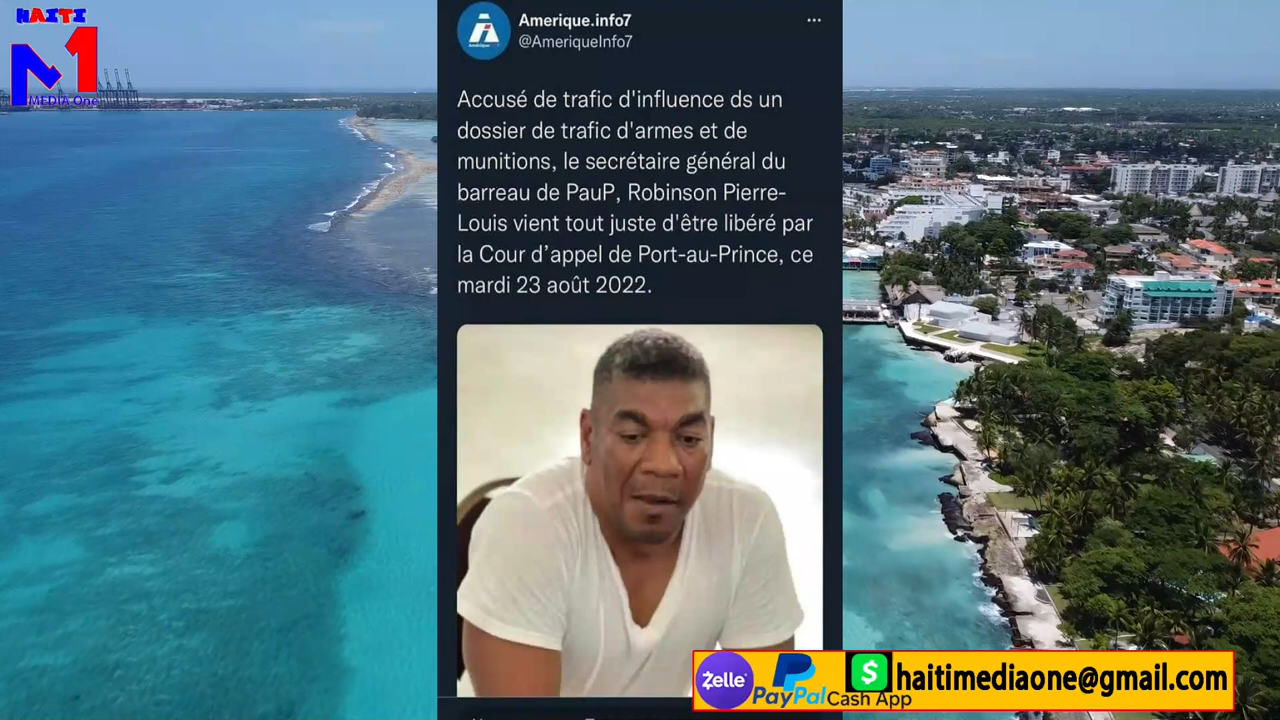 HAITI
M1
MEDIA One
Amerique.info7
@AmeriqueInfo7
Accusé de trafic d'influence ds un
dossier de trafic d'armes et de
munitions, le secrétaire général du
barreau de PauP, Robinson Pierre-
Louis vient tout juste d'être libéré par
la Cour d’appel de Port-au-Prince, ce
mardi 23 août 2022.
Zelle
PayPal
$
Cash App
haitimediaone@gmail.com